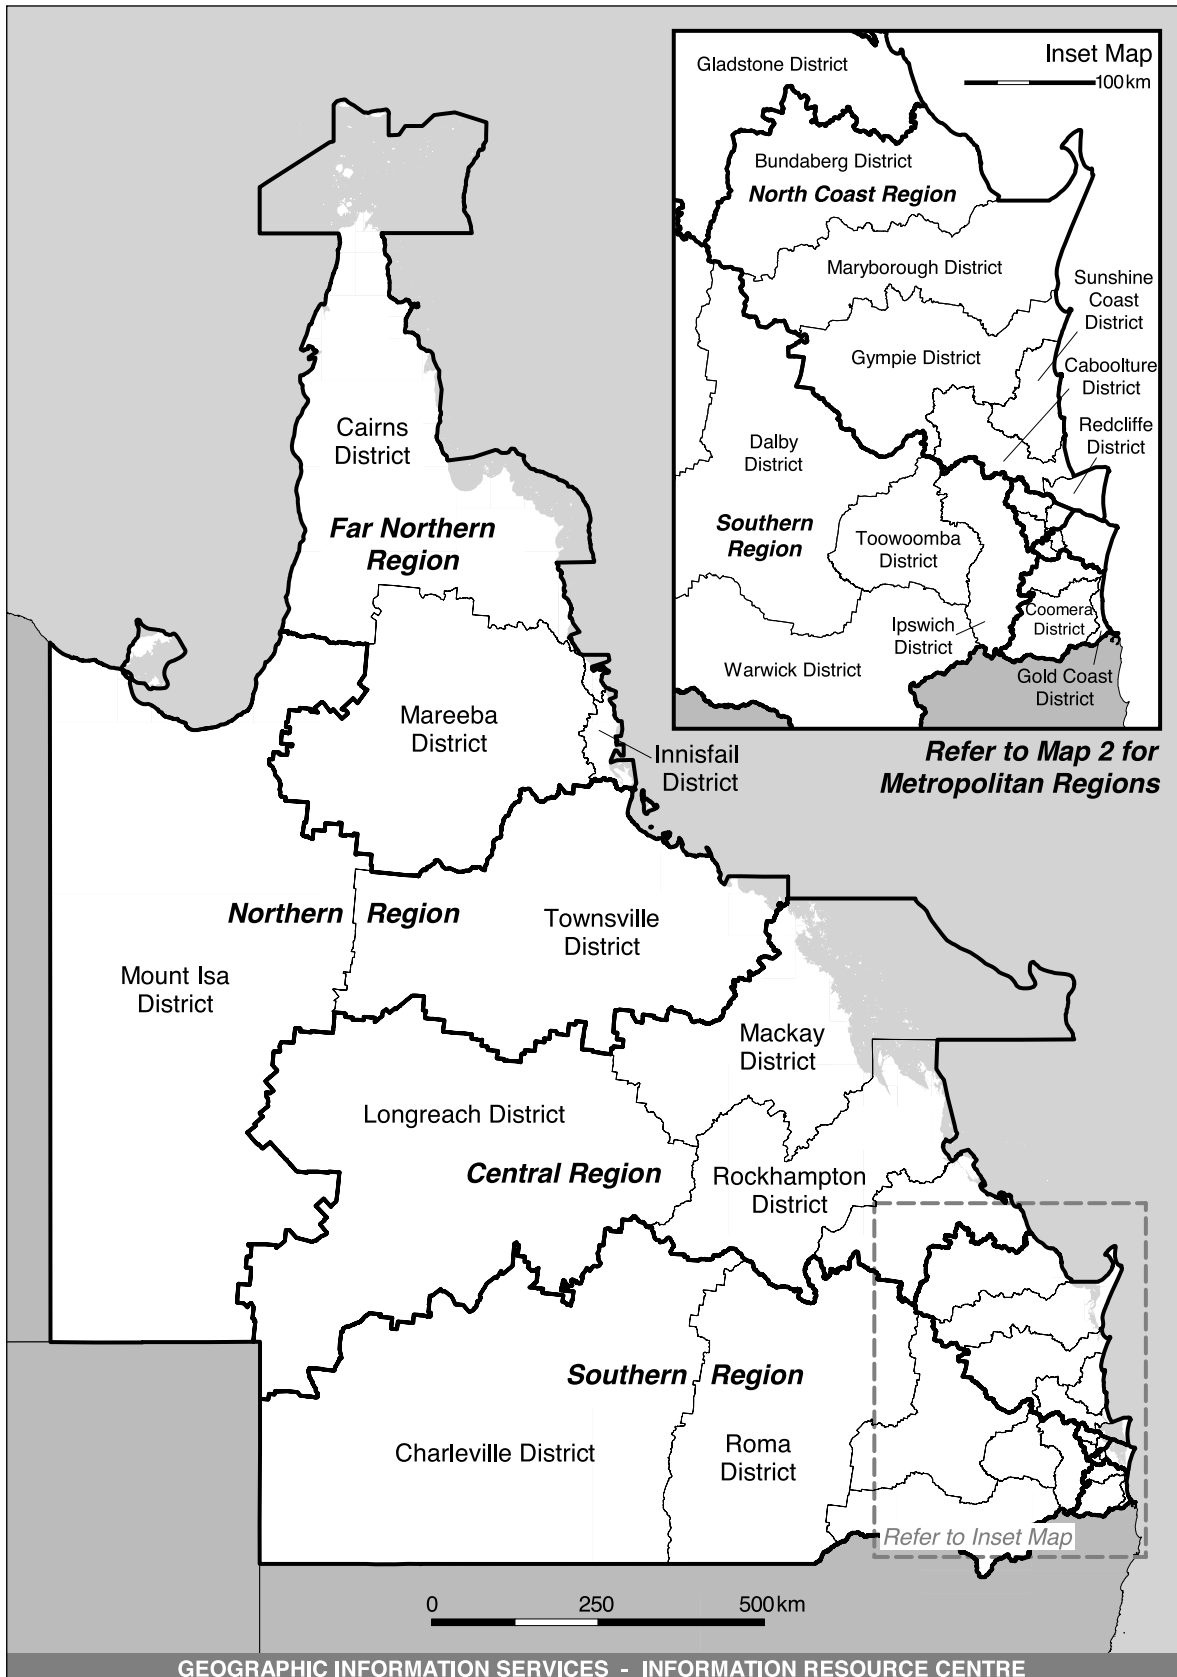 Inset Map
100 km
Gladstone District
Bundaberg District
North Coast Region
Maryborough District
Sunshine
Coast
District
Gympie District
Caboolture
District
Redcliffe
District
Dalby
District
Southern
Region
Toowoomba
District
Ipswich
District
Coomera
District
Warwick District
Gold Coast
District
Refer to Map 2 for
Metropolitan Regions
Cairns
District
Far Northern
Region
Mareeba
District
Innisfail
District
Northern Region
Townsville
District
Mount Isa
District
Mackay
District
Longreach District
Central Region
Rockhampton
District
Southern Region
Charleville District
Roma
District
Refer to Inset Map
0 250 500 km
GEOGRAPHIC INFORMATION SERVICES - INFORMATION RESOURCE CENTRE